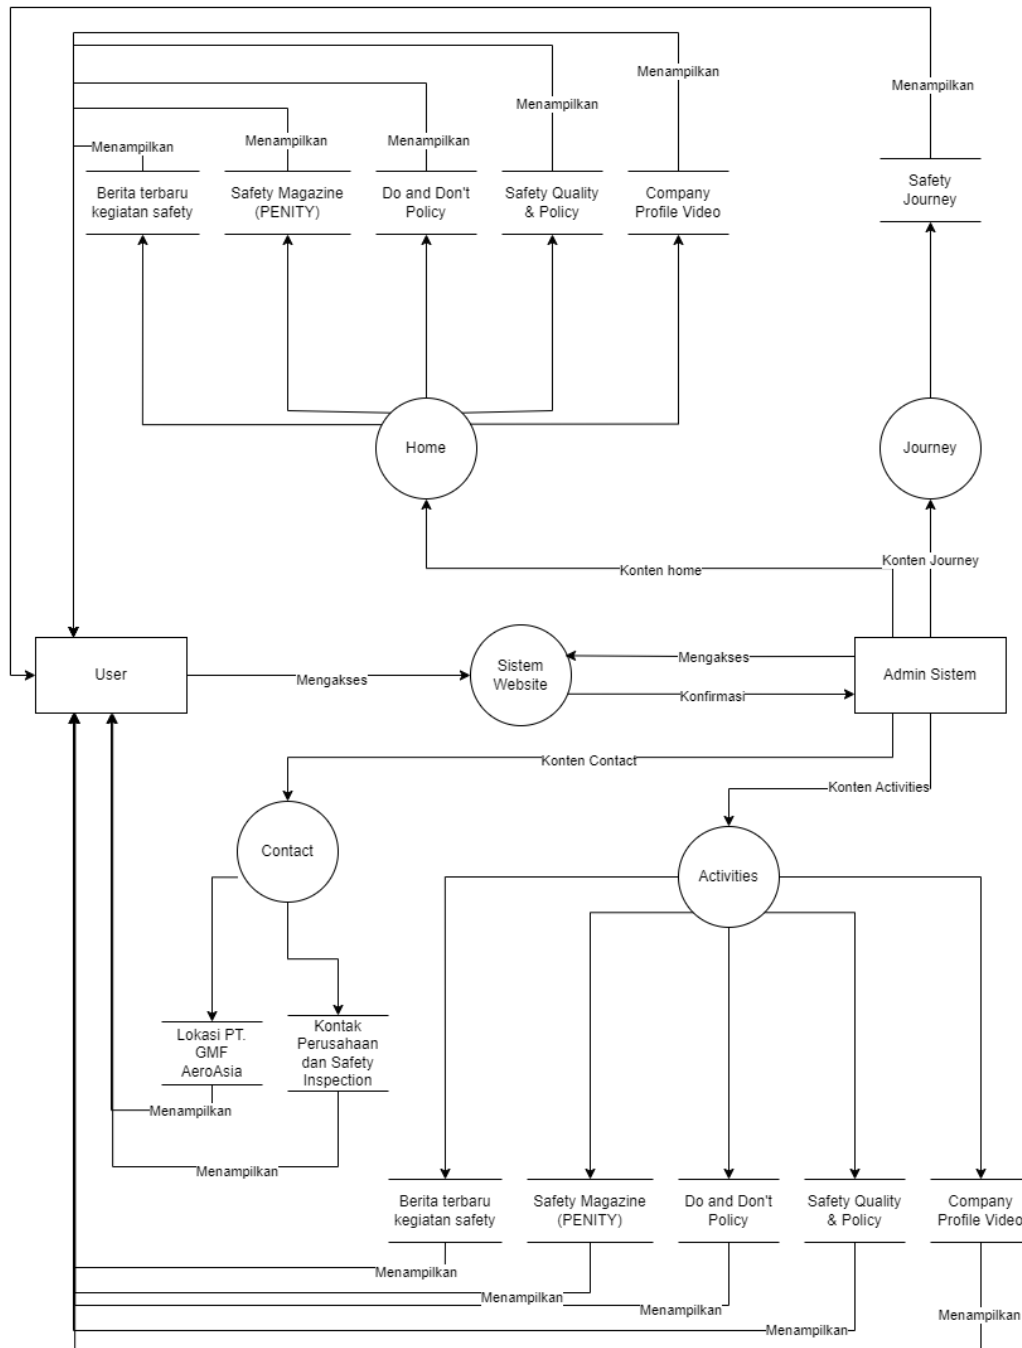 Menampilkan
Menampilkan
Menampilkan
Menampilkan
Menampilkan
Menampilkan
Berita terbaru
kegiatan safety
Safety Magazine
(PENITY)
Do and Don't
Policy
Safety Quality
& Policy
Company
Profile Video
Safety
Journey
Home
Journey
Konten home
Konten Journey
User
Mengakses
Sistem
Website
Mengakses
Konfirmasi
Admin Sistem
Konten Contact
Konten Activities
Contact
Activities
Lokasi PT.
GMF
AeroAsia
Kontak
Perusahaan
dan Safety
Inspection
Menampilkan
Menampilkan
Berita terbaru
kegiatan safety
Safety Magazine
(PENITY)
Do and Don't
Policy
Safety Quality
& Policy
Company
Profile Video
Menampilkan
Menampilkan
Menampilkan
Menampilkan
Menampilkan